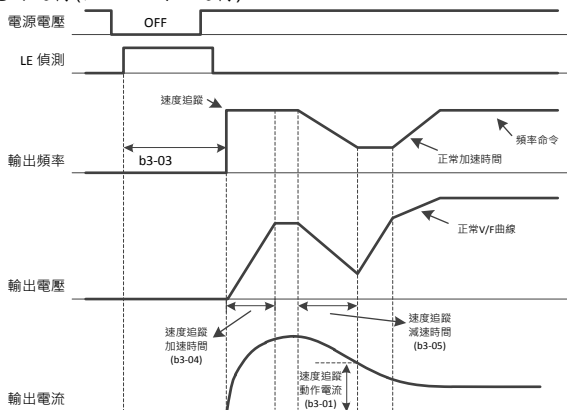 電源電壓
OFF
LE 偵測
速度追蹤
輸出頻率
b3-03
正常加速時間
頻率命令
輸出電壓
正常V/F曲線
速度追蹤
加速時間
(b3-04)
速度追蹤
減速時間
(b3-05)
速度追蹤
動作電流
(b3-01)
輸出電流